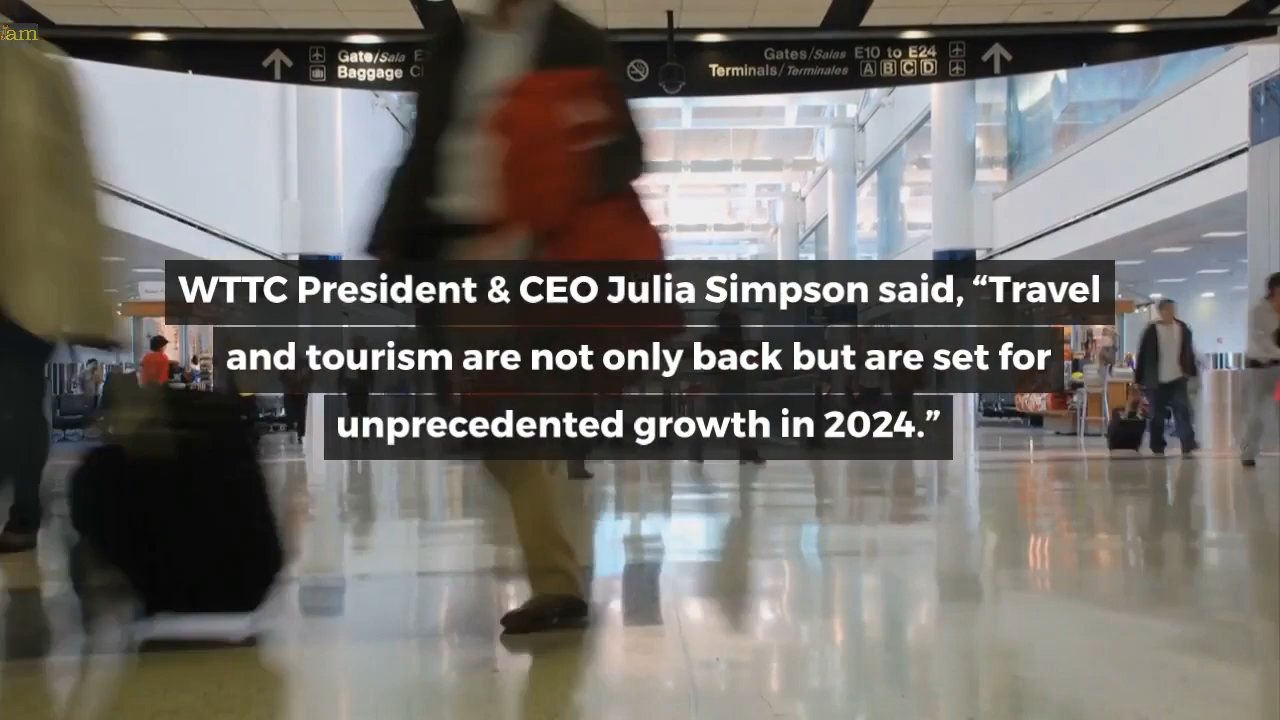 iam
Gate/Sala
Baggage
Gates/Salas E10 to E24
Terminals/Terminales A B C D
WTTC President & CEO Julia Simpson said, “Travel
and tourism are not only back but are set for
unprecedented growth in 2024.”